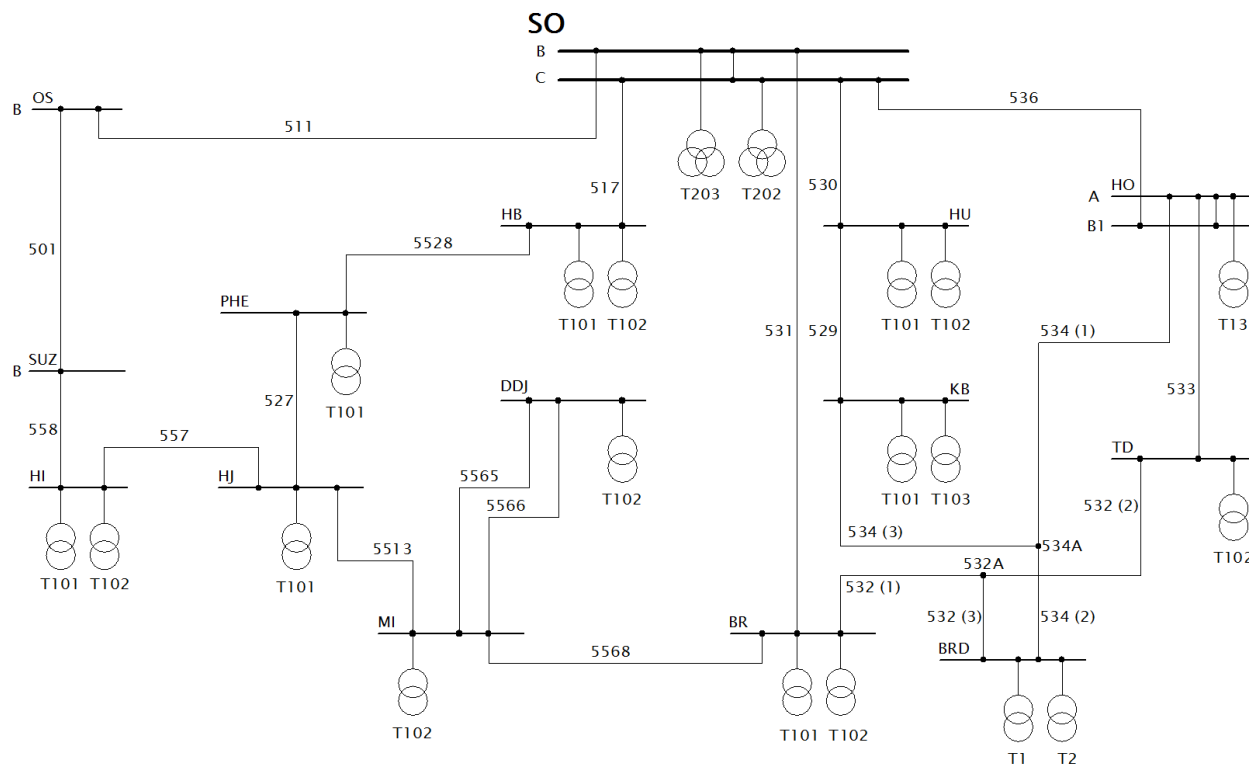 SO
B
C
OS
B
536
511
517
T203
T202
530
HO
A
HB
HU
B1
501
5528
PHE
T101
T102
531
529
T101
T102
534 (1)
T13
SUZ
B
527
T101
DDJ
KB
533
558
557
TD
HI
HJ
5565
5566
T102
T101
T103
532 (2)
T101
T102
T101
5513
534 (3)
534A
532A
T102
532 (1)
MI
BR
532 (3)
534 (2)
5568
BRD
T102
T101
T102
T1
T2